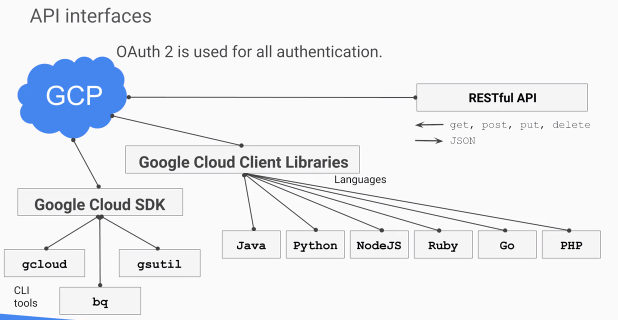 API interfaces
OAuth 2 is used for all authentication.
GCP
RESTful API
get, post, put, delete
JSON
Google Cloud Client Libraries
Languages
Google Cloud SDK
Java
Python
NodeJS
Ruby
Go
PHP
gcloud
gsutil
CLI
tools
bq